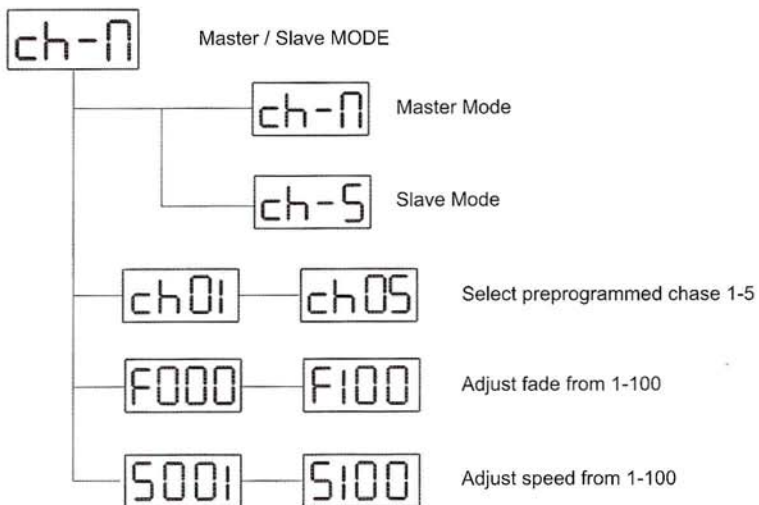 ch-M Master / Slave MODE
ch-M Master Mode
ch-S Slave Mode
ch01 ch05 Select preprogrammed chase 1-5
F000 F100 Adjust fade from 1-100
S001 S100 Adjust speed from 1-100